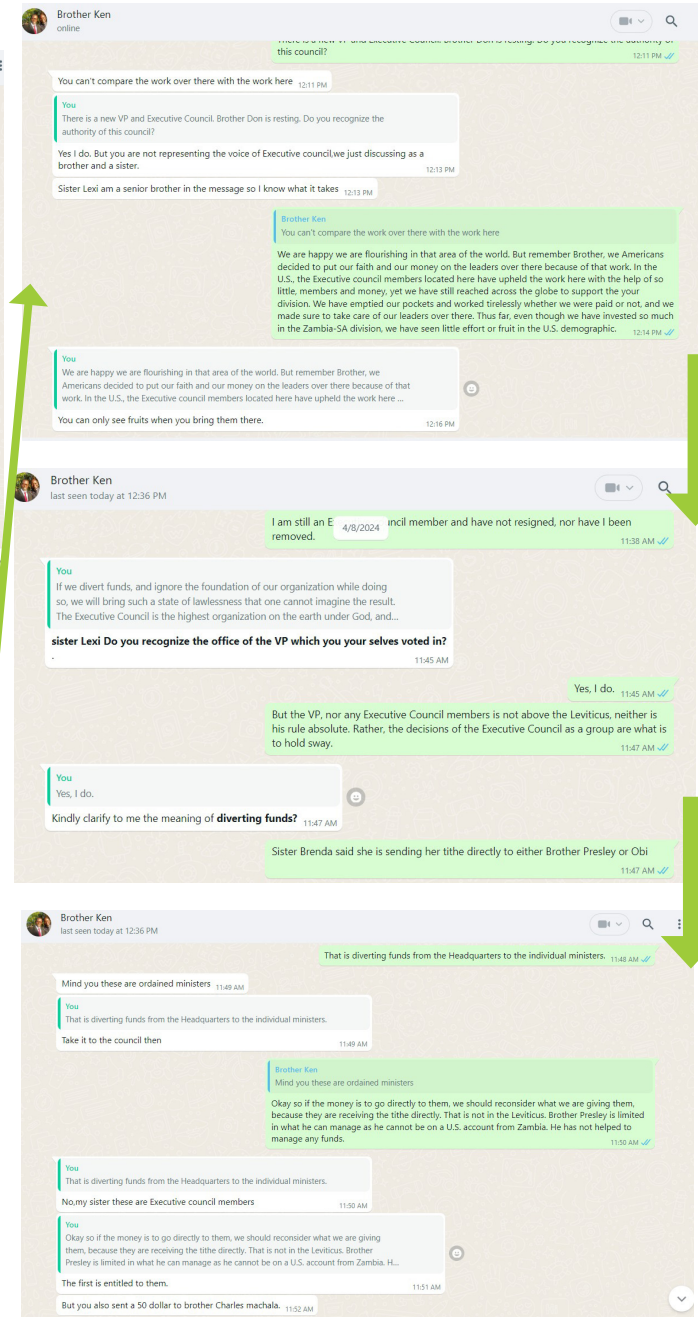 Brother Ken
online
this council?
12:11 PM
You can't compare the work over there with the work here 12:11 PM
You
There is a new VP and Executive Council. Brother Don is resting. Do you recognize the
authority of this council?
Yes I do. But you are not representing the voice of Executive council,we just discussing as a
brother and a sister.
12:13 PM
Sister Lexi am a senior brother in the message so I know what it takes 12:13 PM
Brother Ken
You can't compare the work over there with the work here
We are happy we are flourishing in that area of the world. But remember Brother, we Americans
decided to put our faith and our money on the leaders over there because of that work. In the
U.S., the Executive council members located here have upheld the work here with the help of so
little, members and money, yet we have still reached across the globe to support the your
division. We have emptied our pockets and worked tirelessly whether we were paid or not, and we
made sure to take care of our leaders over there. Thus far, even though we have invested so much
in the Zambia-SA division, we have seen little effort or fruit in the U.S. demographic. 12:14 PM
You
We are happy we are flourishing in that area of the world. But remember Brother, we
Americans decided to put our faith and our money on the leaders over there because of that
work. In the U.S., the Executive council members located here have upheld the work here ...
You can only see fruits when you bring them there.
12:16 PM
Brother Ken
last seen today at 12:36 PM
I am still an E 4/8/2024 uncil member and have not resigned, nor have I been
removed.
11:38 AM
You
If we divert funds, and ignore the foundation of our organization while doing
so, we will bring such a state of lawlessness that one cannot imagine the result.
The Executive Council is the highest organization on the earth under God, and...
sister Lexi Do you recognize the office of the VP which you your selves voted in?
.
11:45 AM
Yes, I do. 11:45 AM
But the VP, nor any Executive Council members is not above the Leviticus, neither is
his rule absolute. Rather, the decisions of the Executive Council as a group are what is
to hold sway.
11:47 AM
You
Yes, I do.
Kindly clarify to me the meaning of diverting funds? 11:47 AM
Sister Brenda said she is sending her tithe directly to either Brother Presley or Obi
11:47 AM
Brother Ken
last seen today at 12:36 PM
That is diverting funds from the Headquarters to the individual ministers. 11:48 AM
Mind you these are ordained ministers 11:49 AM
You
That is diverting funds from the Headquarters to the individual ministers.
Take it to the council then
11:49 AM
Brother Ken
Mind you these are ordained ministers
Okay so if the money is to go directly to them, we should reconsider what we are giving them,
because they are receiving the tithe directly. That is not in the Leviticus. Brother Presley is limited
in what he can manage as he cannot be on a U.S. account from Zambia. He has not helped to
manage any funds.
11:50 AM
You
That is diverting funds from the Headquarters to the individual ministers.
No,my sister these are Executive council members
11:50 AM
You
Okay so if the money is to go directly to them, we should reconsider what we are giving
them, because they are receiving the tithe directly. That is not in the Leviticus. Brother
Presley is limited in what he can manage as he cannot be on a U.S. account from Zambia. H...
The first is entitled to them.
11:51 AM
But you also sent a 50 dollar to brother Charles machala. 11:52 AM